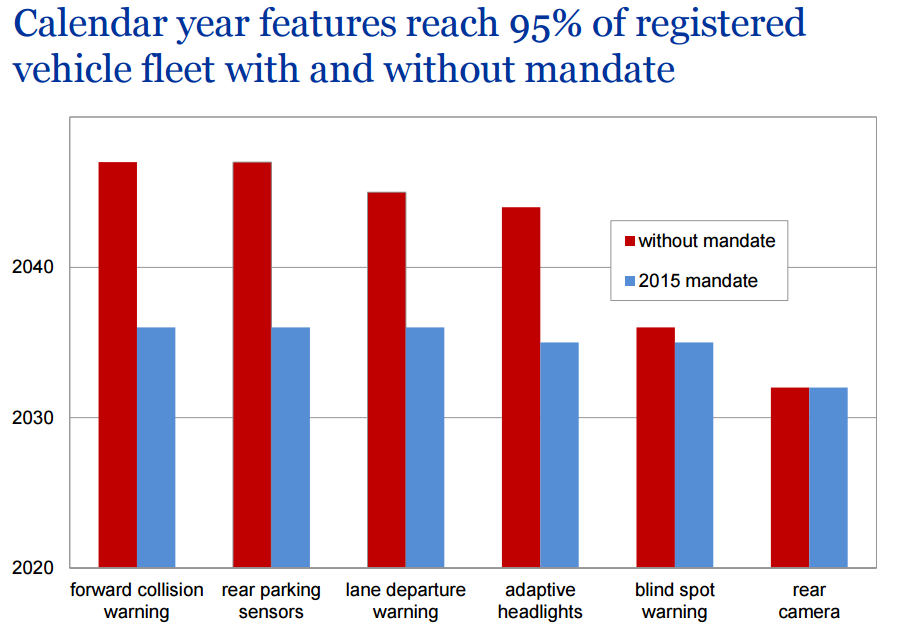 Calendar year features reach 95% of registered
vehicle fleet with and without mandate
without mandate
2015 mandate
2040
2030
2020
forward collision
warning
rear parking
sensors
lane departure
warning
adaptive
headlights
blind spot
warning
rear
camera